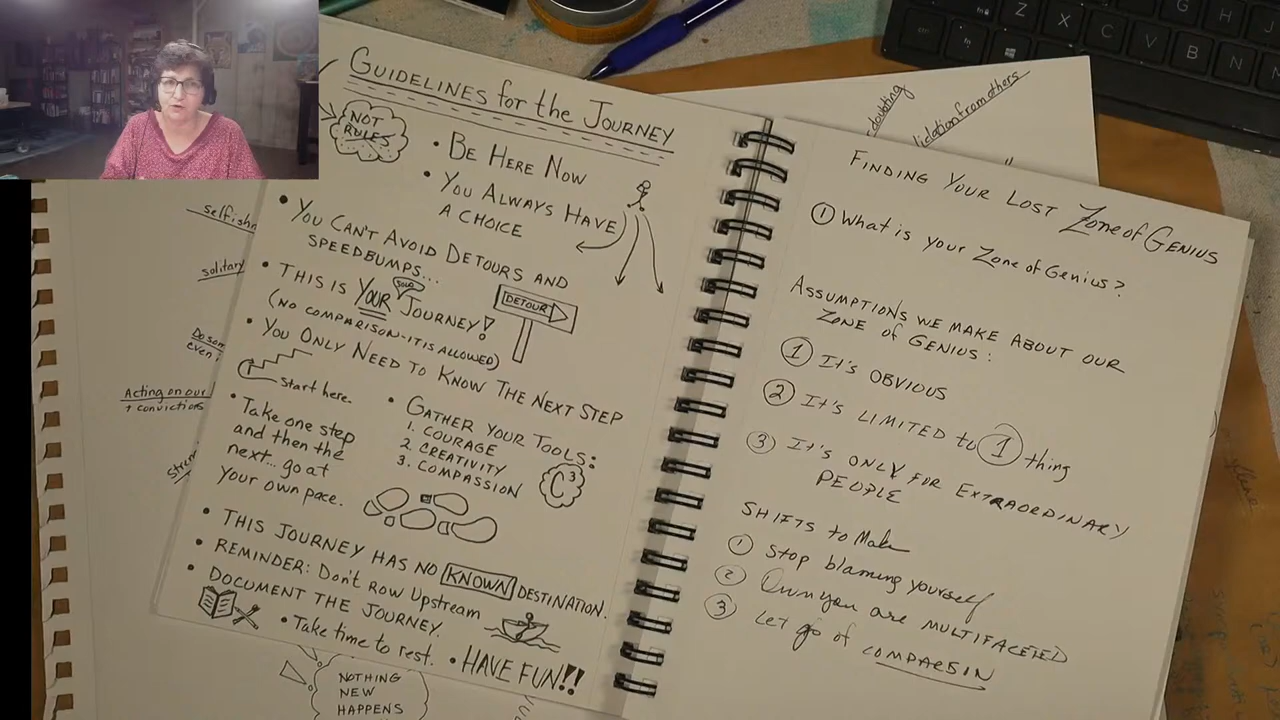 GUIDELINES for the JOURNEY
NOT RULES
• BE HERE NOW
• YOU ALWAYS HAVE
A CHOICE
• YOU CAN'T AVOID DETOURS AND
SPEEDBUMPS...
• THIS IS YOUR SOLO JOURNEY!
(NO COMPARISON-IT IS ALLOWED)
DETOUR
• YOU ONLY NEED TO KNOW THE NEXT STEP
Start here.
• Take one step
and then the
next... go at
your own pace.
• GATHER YOUR TOOLS:
1. COURAGE
2. CREATIVITY
3. COMPASSION
C3
• THIS JOURNEY HAS NO KNOWN DESTINATION.
• REMINDER: Don't Row Upstream
• DOCUMENT THE JOURNEY.
• Take time to rest.
• HAVE FUN!!
FINDING YOUR LOST Zone of GENIUS
① What is your Zone of Genius?
ASSUMPTIONS WE MAKE ABOUT OUR
ZONE OF GENIUS:
① It's OBVIOUS
② It's LIMITED to ① thing
③ It's ONLY FOR EXTRAORDINARY
PEOPLE
SHIFTS to Make
① Stop blaming yourself
② Own you are MULTIFACETED
③ Let go of COMPARSIN
doubting
selfishn
solitary
Do som
even i
Acting on our
convictions
NOTHING
NEW
HAPPENS
Z X C V B N
G H J